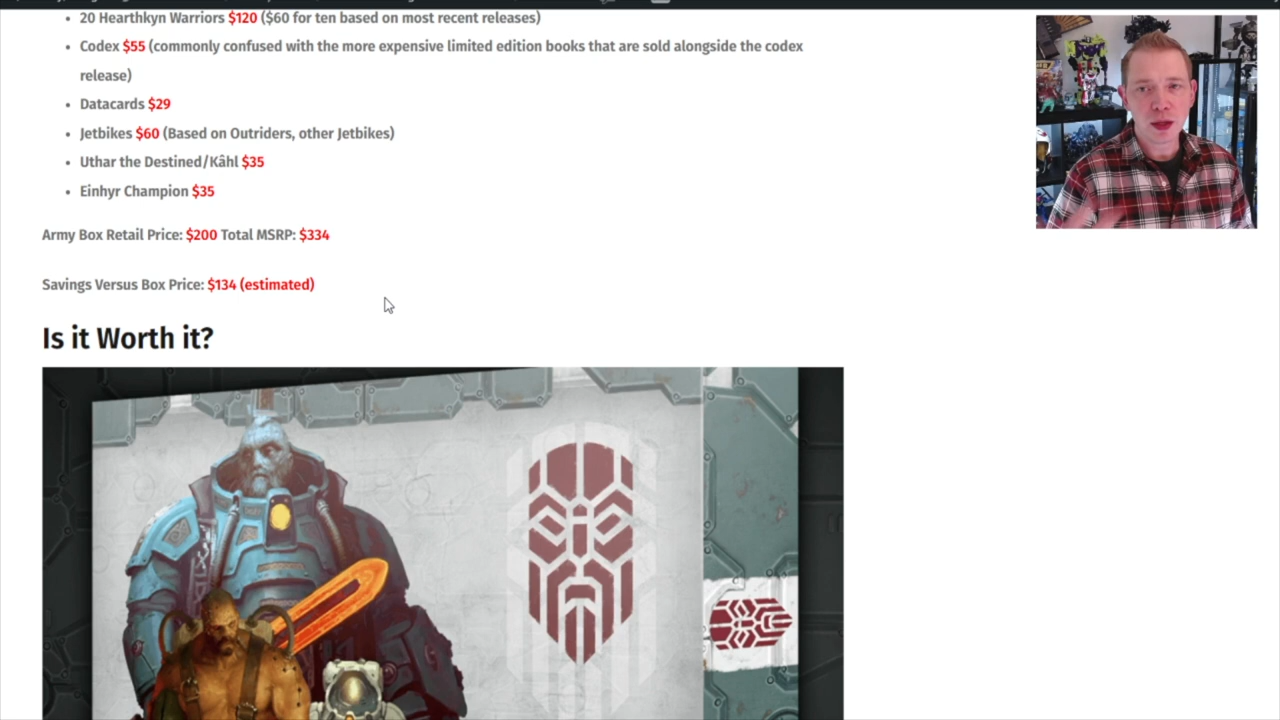 20 Hearthkyn Warriors $120 ($60 for ten based on most recent releases)
Codex $55 (commonly confused with the more expensive limited edition books that are sold alongside the codex
release)
Datacards $29
Jetbikes $60 (Based on Outriders, other Jetbikes)
Uthar the Destined/Kâhl $35
Einhyr Champion $35
Army Box Retail Price: $200 Total MSRP: $334
Savings Versus Box Price: $134 (estimated)
Is it Worth it?